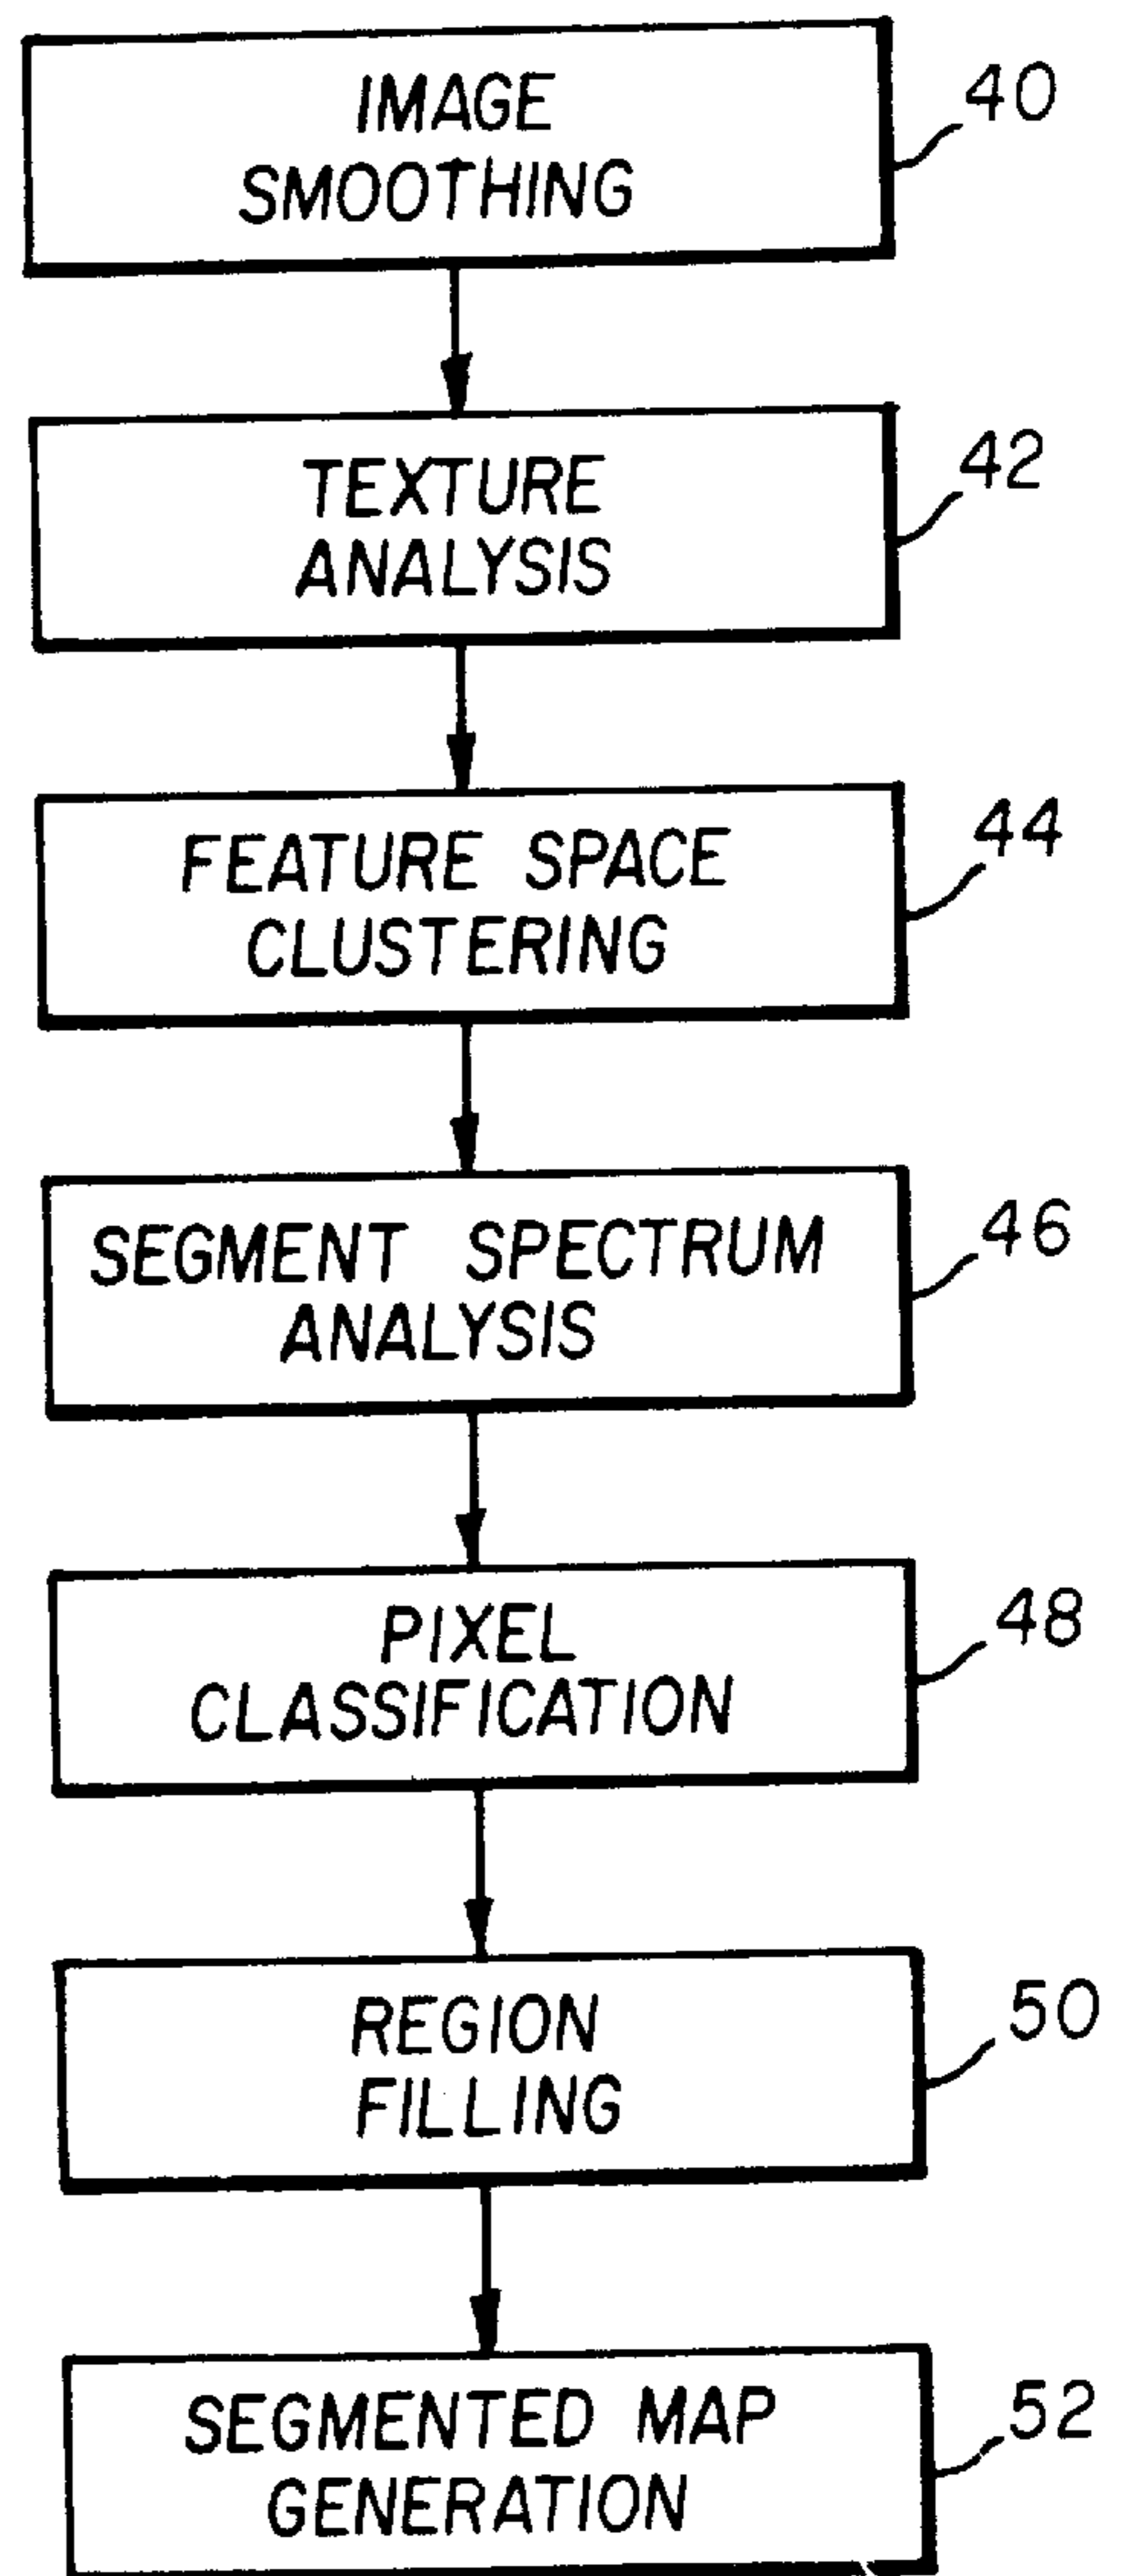 IMAGE
SMOOTHING
40
TEXTURE
ANALYSIS
42
FEATURE SPACE
CLUSTERING
44
SEGMENT SPECTRUM
ANALYSIS
46
PIXEL
CLASSIFICATION
48
REGION
FILLING
50
SEGMENTED MAP
GENERATION
52